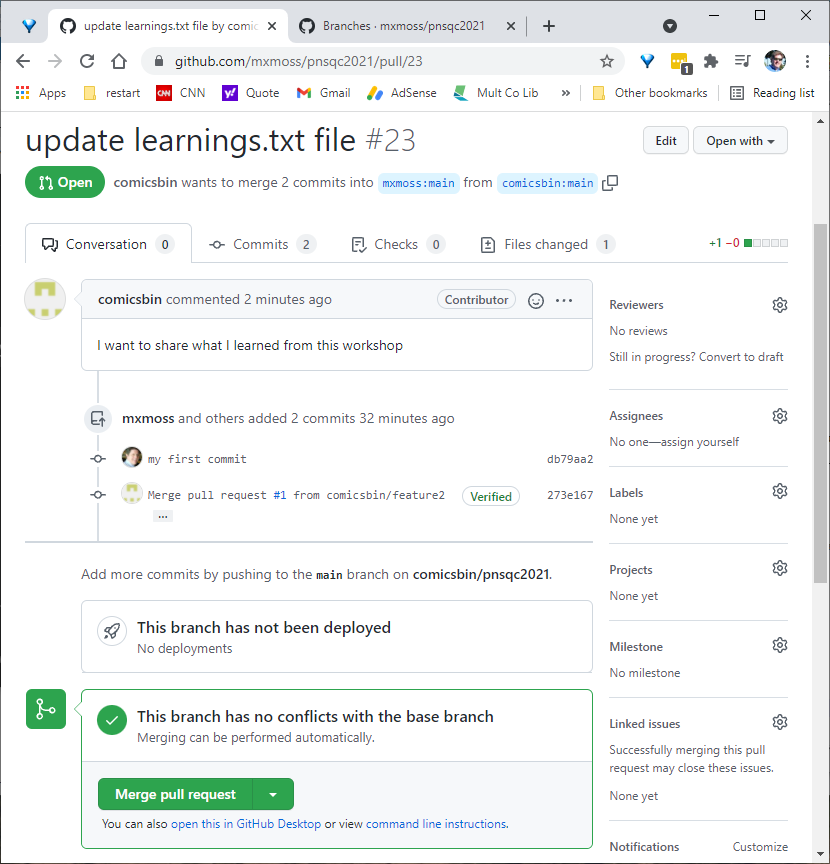 update learnings.txt file by comic
Branches · mxmoss/pnsqc2021
github.com/mxmoss/pnsqc2021/pull/23
1
Apps restart CNN CNN Quote Gmail AdSense Mult Co Lib » Other bookmarks Reading list
update learnings.txt file #23
Edit
Open with
Open
comicsbin wants to merge 2 commits into mxmoss:main from comicsbin:main
Conversation 0
Commits 2
Checks 0
Files changed 1
+1 −0
comicsbin commented 2 minutes ago
Contributor
I want to share what I learned from this workshop
mxmoss and others added 2 commits 32 minutes ago
my first commit
db79aa2
Merge pull request #1 from comicsbin/feature2
Verified
273e167
...
Add more commits by pushing to the main branch on comicsbin/pnsqc2021.
This branch has not been deployed
No deployments
This branch has no conflicts with the base branch
Merging can be performed automatically.
Merge pull request
You can also open this in GitHub Desktop or view command line instructions.
Reviewers
No reviews
Still in progress? Convert to draft
Assignees
No one—assign yourself
Labels
None yet
Projects
None yet
Milestone
No milestone
Linked issues
Successfully merging this pull
request may close these issues.
None yet
Notifications
Customize